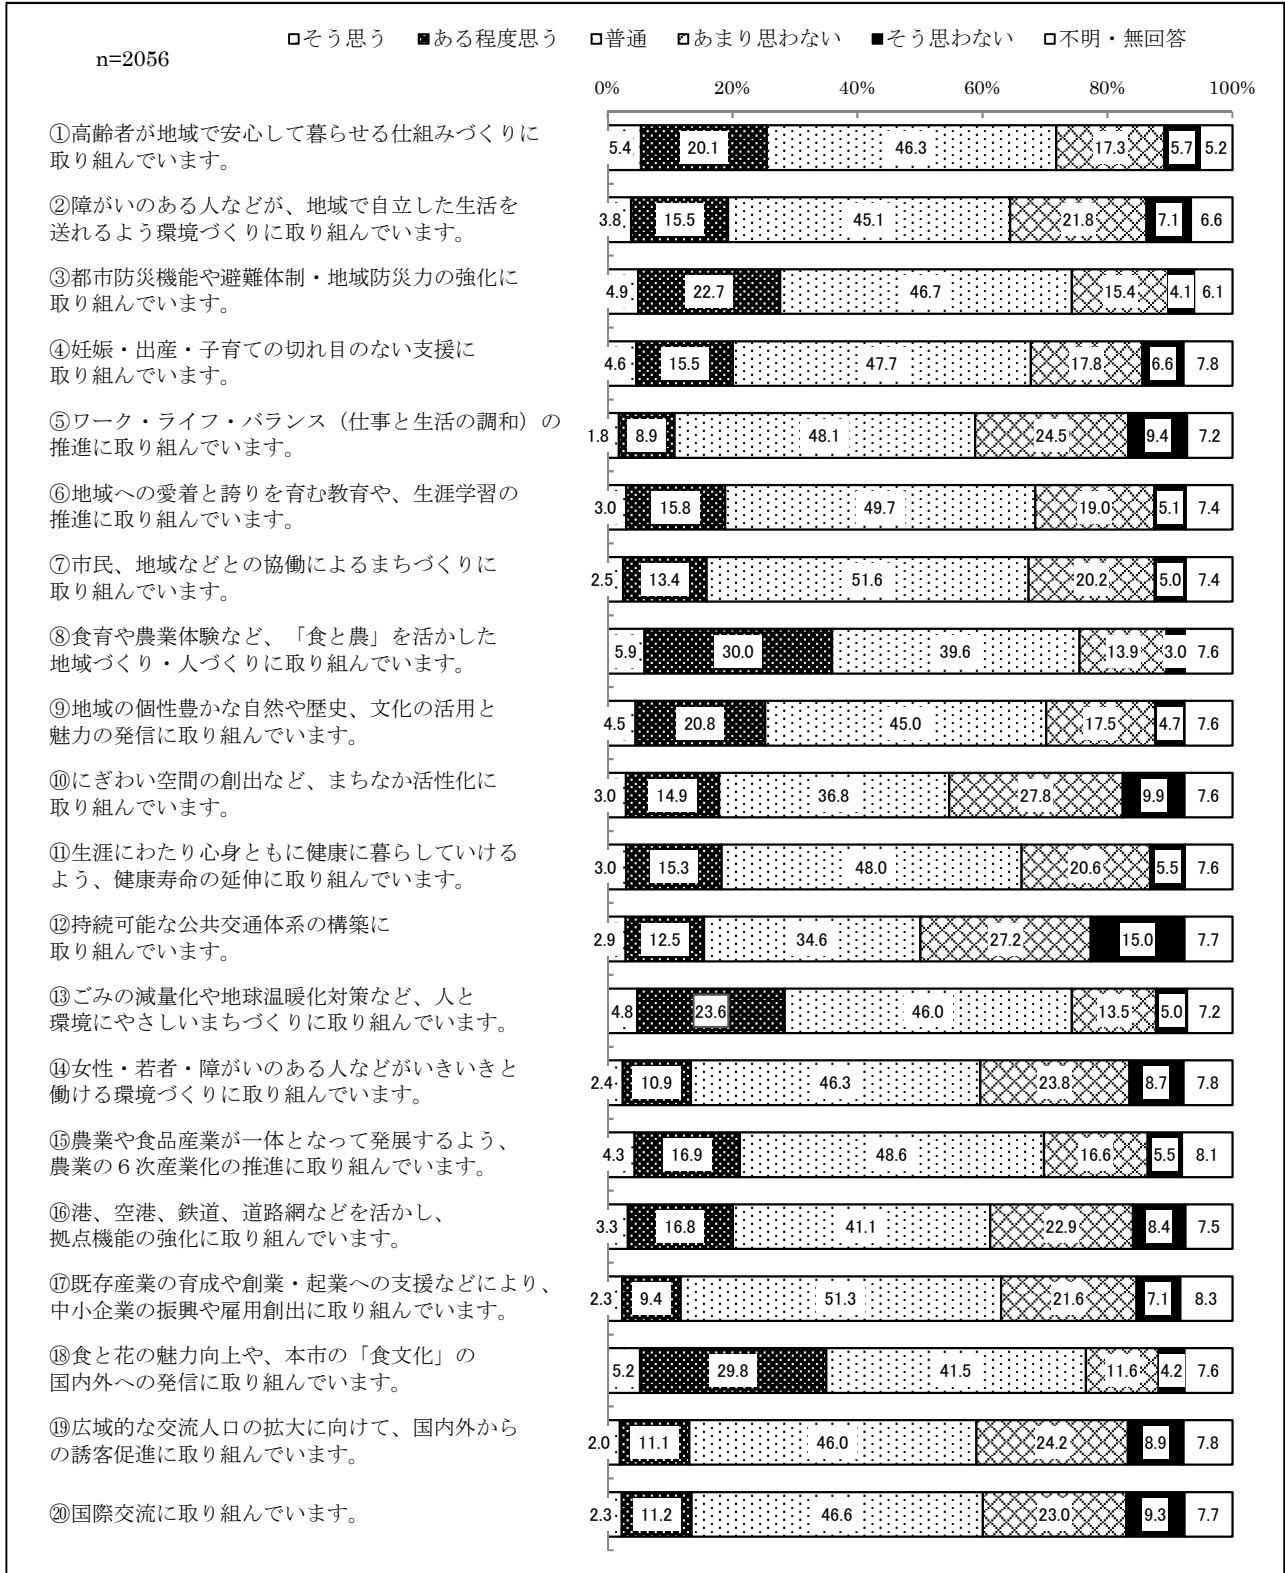 □そう思う ■ある程度思う □普通 □あまり思わない ■そう思わない □不明・無回答
n=2056
0% 20% 40% 60% 80% 100%
①高齢者が地域で安心して暮らせる仕組みづくりに
取り組んでいます。
5.4 20.1 46.3 17.3 5.7 5.2
②障がいのある人などが、地域で自立した生活を
送れるよう環境づくりに取り組んでいます。
3.8 15.5 45.1 21.8 7.1 6.6
③都市防災機能や避難体制・地域防災力の強化に
取り組んでいます。
4.9 22.7 46.7 15.4 4.1 6.1
④妊娠・出産・子育ての切れ目のない支援に
取り組んでいます。
4.6 15.5 47.7 17.8 6.6 7.8
⑤ワーク・ライフ・バランス（仕事と生活の調和）の
推進に取り組んでいます。
1.8 8.9 48.1 24.5 9.4 7.2
⑥地域への愛着と誇りを育む教育や、生涯学習の
推進に取り組んでいます。
3.0 15.8 49.7 19.0 5.1 7.4
⑦市民、地域などとの協働によるまちづくりに
取り組んでいます。
2.5 13.4 51.6 20.2 5.0 7.4
⑧食育や農業体験など、「食と農」を活かした
地域づくり・人づくりに取り組んでいます。
5.9 30.0 39.6 13.9 3.0 7.6
⑨地域の個性豊かな自然や歴史、文化の活用と
魅力の発信に取り組んでいます。
4.5 20.8 45.0 17.5 4.7 7.6
⑩にぎわい空間の創出など、まちなか活性化に
取り組んでいます。
3.0 14.9 36.8 27.8 9.9 7.6
⑪生涯にわたり心身ともに健康に暮らしていける
よう、健康寿命の延伸に取り組んでいます。
3.0 15.3 48.0 20.6 5.5 7.6
⑫持続可能な公共交通体系の構築に
取り組んでいます。
2.9 12.5 34.6 27.2 15.0 7.7
⑬ごみの減量化や地球温暖化対策など、人と
環境にやさしいまちづくりに取り組んでいます。
4.8 23.6 46.0 13.5 5.0 7.2
⑭女性・若者・障がいのある人などがいきいきと
働ける環境づくりに取り組んでいます。
2.4 10.9 46.3 23.8 8.7 7.8
⑮農業や食品産業が一体となって発展するよう、
農業の６次産業化の推進に取り組んでいます。
4.3 16.9 48.6 16.6 5.5 8.1
⑯港、空港、鉄道、道路網などを活かし、
拠点機能の強化に取り組んでいます。
3.3 16.8 41.1 22.9 8.4 7.5
⑰既存産業の育成や創業・起業への支援などにより、
中小企業の振興や雇用創出に取り組んでいます。
2.3 9.4 51.3 21.6 7.1 8.3
⑱食と花の魅力向上や、本市の「食文化」の
国内外への発信に取り組んでいます。
5.2 29.8 41.5 11.6 4.2 7.6
⑲広域的な交流人口の拡大に向けて、国内外から
の誘客促進に取り組んでいます。
2.0 11.1 46.0 24.2 8.9 7.8
⑳国際交流に取り組んでいます。
2.3 11.2 46.6 23.0 9.3 7.7